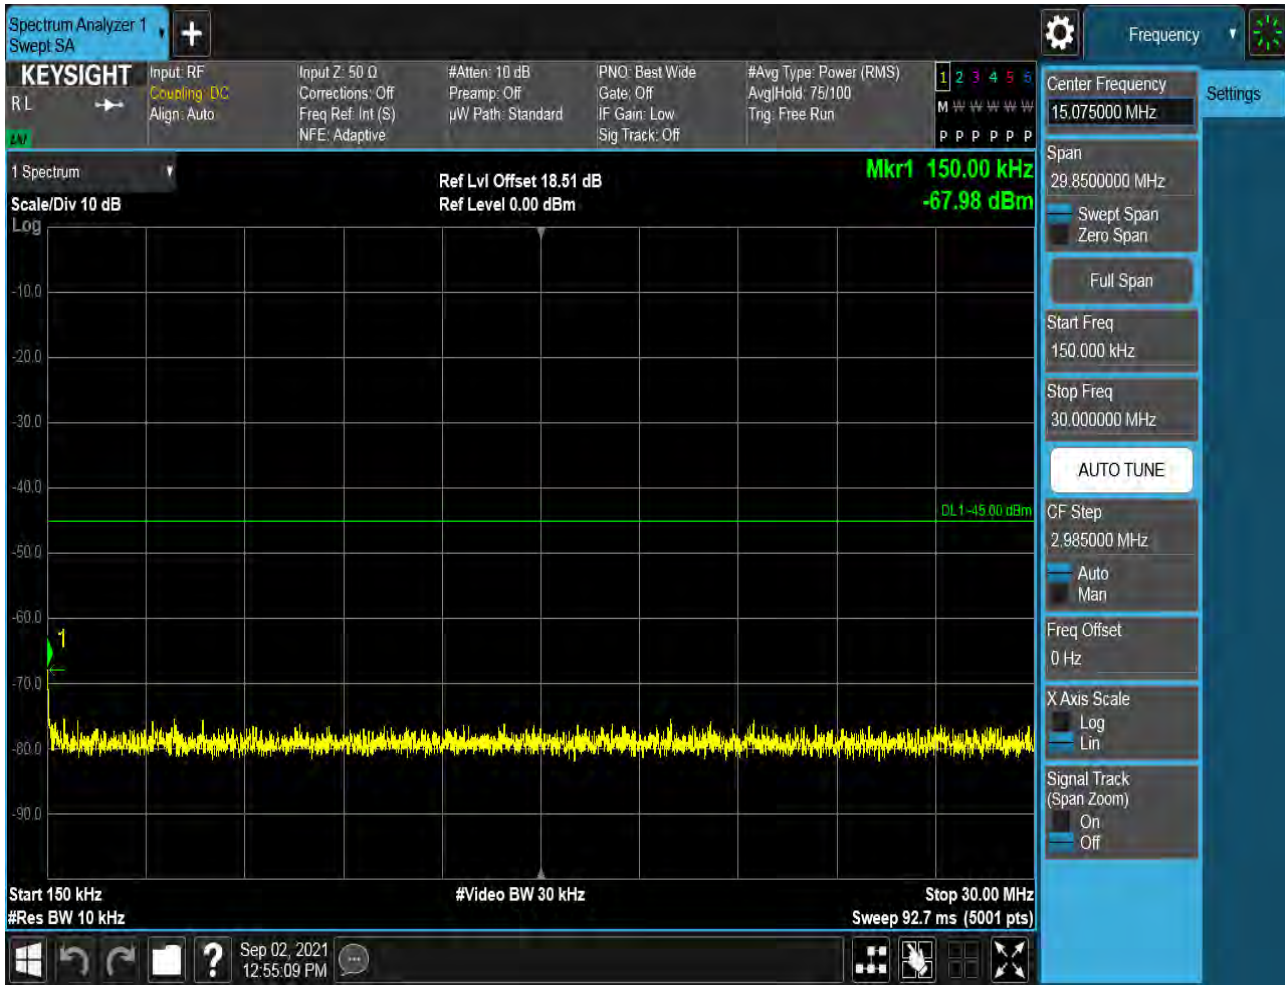 Spectrum Analyzer 1
Swept SA
Frequency
KEYSIGHT
R L
LNI
Input: RF
Coupling: DC
Align: Auto
Input Z: 50 Ω
Corrections: Off
Freq Ref: Int (S)
NFE: Adaptive
#Atten: 10 dB
Preamp: Off
µW Path: Standard
PNO: Best Wide
Gate: Off
IF Gain: Low
Sig Track: Off
#Avg Type: Power (RMS)
Avg|Hold: 75/100
Trig: Free Run
1 2 3 4 5 6
M W W W W W
P P P P P P
1 Spectrum
Scale/Div 10 dB
Log
Ref Lvl Offset 18.51 dB
Ref Level 0.00 dBm
Mkr1 150.00 kHz
-67.98 dBm
-10.0
-20.0
-30.0
-40.0
DL1 -45.00 dBm
-50.0
-60.0
1
-70.0
-80.0
-90.0
Start 150 kHz
#Res BW 10 kHz
#Video BW 30 kHz
Stop 30.00 MHz
Sweep 92.7 ms (5001 pts)
Center Frequency
15.075000 MHz
Settings
Span
29.8500000 MHz
Swept Span
Zero Span
Full Span
Start Freq
150.000 kHz
Stop Freq
30.000000 MHz
AUTO TUNE
CF Step
2.985000 MHz
Auto
Man
Freq Offset
0 Hz
X Axis Scale
Log
Lin
Signal Track
(Span Zoom)
On
Off
?
Sep 02, 2021
12:55:09 PM